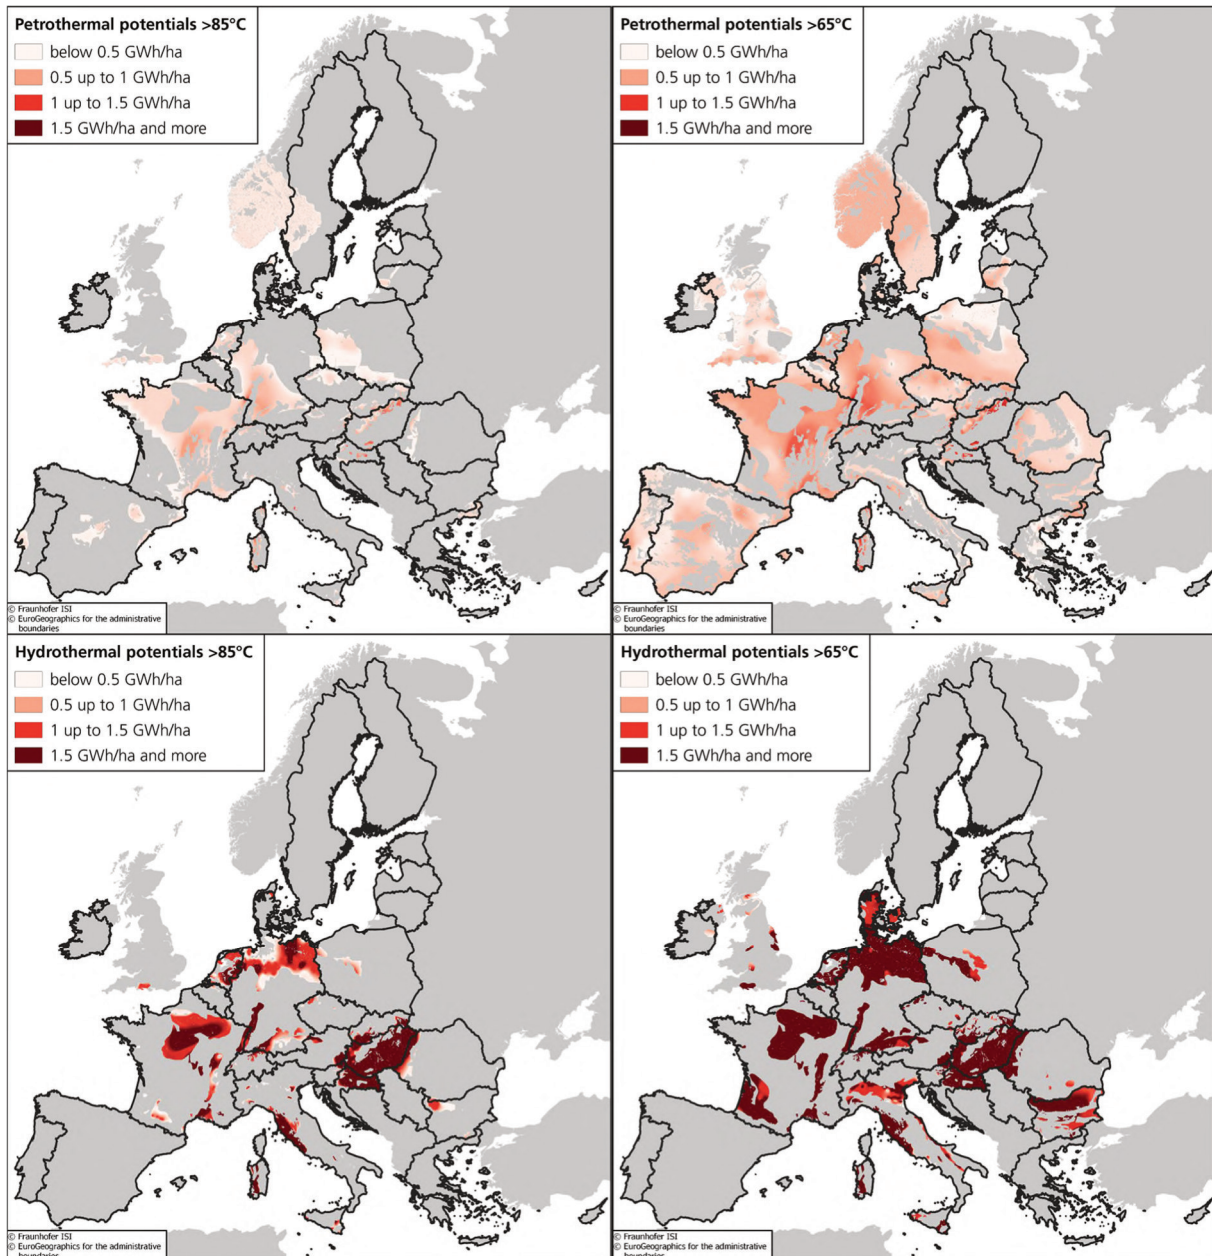 Petrothermal potentials >85°C
below 0.5 GWh/ha
0.5 up to 1 GWh/ha
1 up to 1.5 GWh/ha
1.5 GWh/ha and more
© Fraunhofer ISI
© EuroGeographics for the administrative
boundaries
Petrothermal potentials >65°C
below 0.5 GWh/ha
0.5 up to 1 GWh/ha
1 up to 1.5 GWh/ha
1.5 GWh/ha and more
© Fraunhofer ISI
© EuroGeographics for the administrative
boundaries
Hydrothermal potentials >85°C
below 0.5 GWh/ha
0.5 up to 1 GWh/ha
1 up to 1.5 GWh/ha
1.5 GWh/ha and more
© Fraunhofer ISI
© EuroGeographics for the administrative
boundaries
Hydrothermal potentials >65°C
below 0.5 GWh/ha
0.5 up to 1 GWh/ha
1 up to 1.5 GWh/ha
1.5 GWh/ha and more
© Fraunhofer ISI
© EuroGeographics for the administrative
boundaries